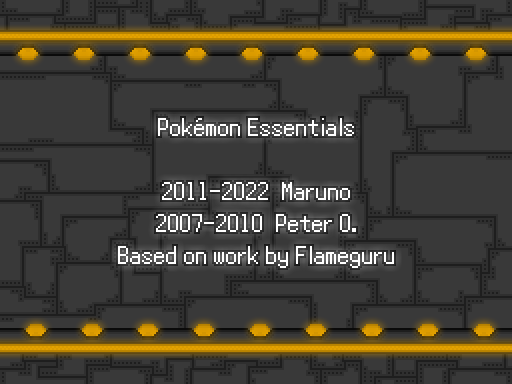 Pokémon Essentials
2011-2022 Maruno
2007-2010 Peter O.
Based on work by Flameguru